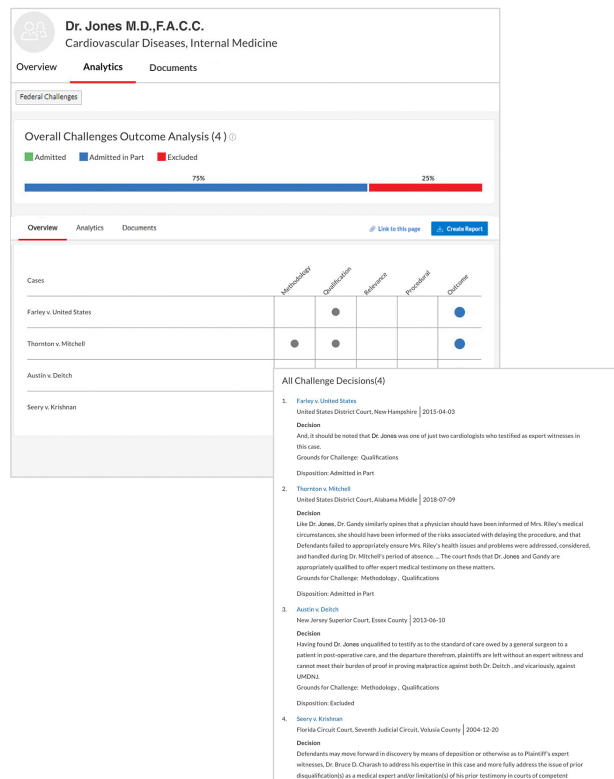 Dr. Jones M.D.,F.A.C.C.
Cardiovascular Diseases, Internal Medicine
Overview Analytics Documents
Federal Challenges
Overall Challenges Outcome Analysis (4 )
Admitted Admitted in Part Excluded
75% 25%
Overview Analytics Documents Link to this page Create Report
Cases Methodology Qualification Relevance Procedural Outcome
Farley v. United States
Thornton v. Mitchell
Austin v. Deitch
Seery v. Krishnan
All Challenge Decisions(4)
1. Farley v. United States
United States District Court, New Hampshire | 2015-04-03
Decision
And, it should be noted that Dr. Jones was one of just two cardiologists who testified as expert witnesses in
this case.
Grounds for Challenge: Qualifications
Disposition: Admitted in Part
2. Thornton v. Mitchell
United States District Court, Alabama Middle | 2018-07-09
Decision
Like Dr. Jones, Dr. Gandy similarly opines that a physician should have been informed of Mrs. Riley's medical
circumstances, she should have been informed of the risks associated with delaying the procedure, and that
Defendants failed to appropriately ensure Mrs. Riley's health issues and problems were addressed, considered,
and handled during Dr. Mitchell's period of absence. ... The court finds that Dr. Jones and Gandy are
appropriately qualified to offer expert medical testimony on these matters.
Grounds for Challenge: Methodology , Qualifications
Disposition: Admitted in Part
3. Austin v. Deitch
New Jersey Superior Court, Essex County | 2013-06-10
Decision
Having found Dr. Jones unqualified to testify as to the standard of care owed by a general surgeon to a
patient in post-operative care, and the departure therefrom, plaintiffs are left without an expert witness and
cannot meet their burden of proof in proving malpractice against both Dr. Deitch , and vicariously, against
UMDNJ.
Grounds for Challenge: Methodology , Qualifications
Disposition: Excluded
4. Seery v. Krishnan
Florida Circuit Court, Seventh Judicial Circuit, Volusia County | 2004-12-20
Decision
Defendants may move forward in discovery by means of deposition or otherwise as to Plaintiff's expert
witnesses, Dr. Bruce D. Charash to address his expertise in this case and more fully address the issue of prior
disqualification(s) as a medical expert and/or limitation(s) of his prior testimony in courts of competent